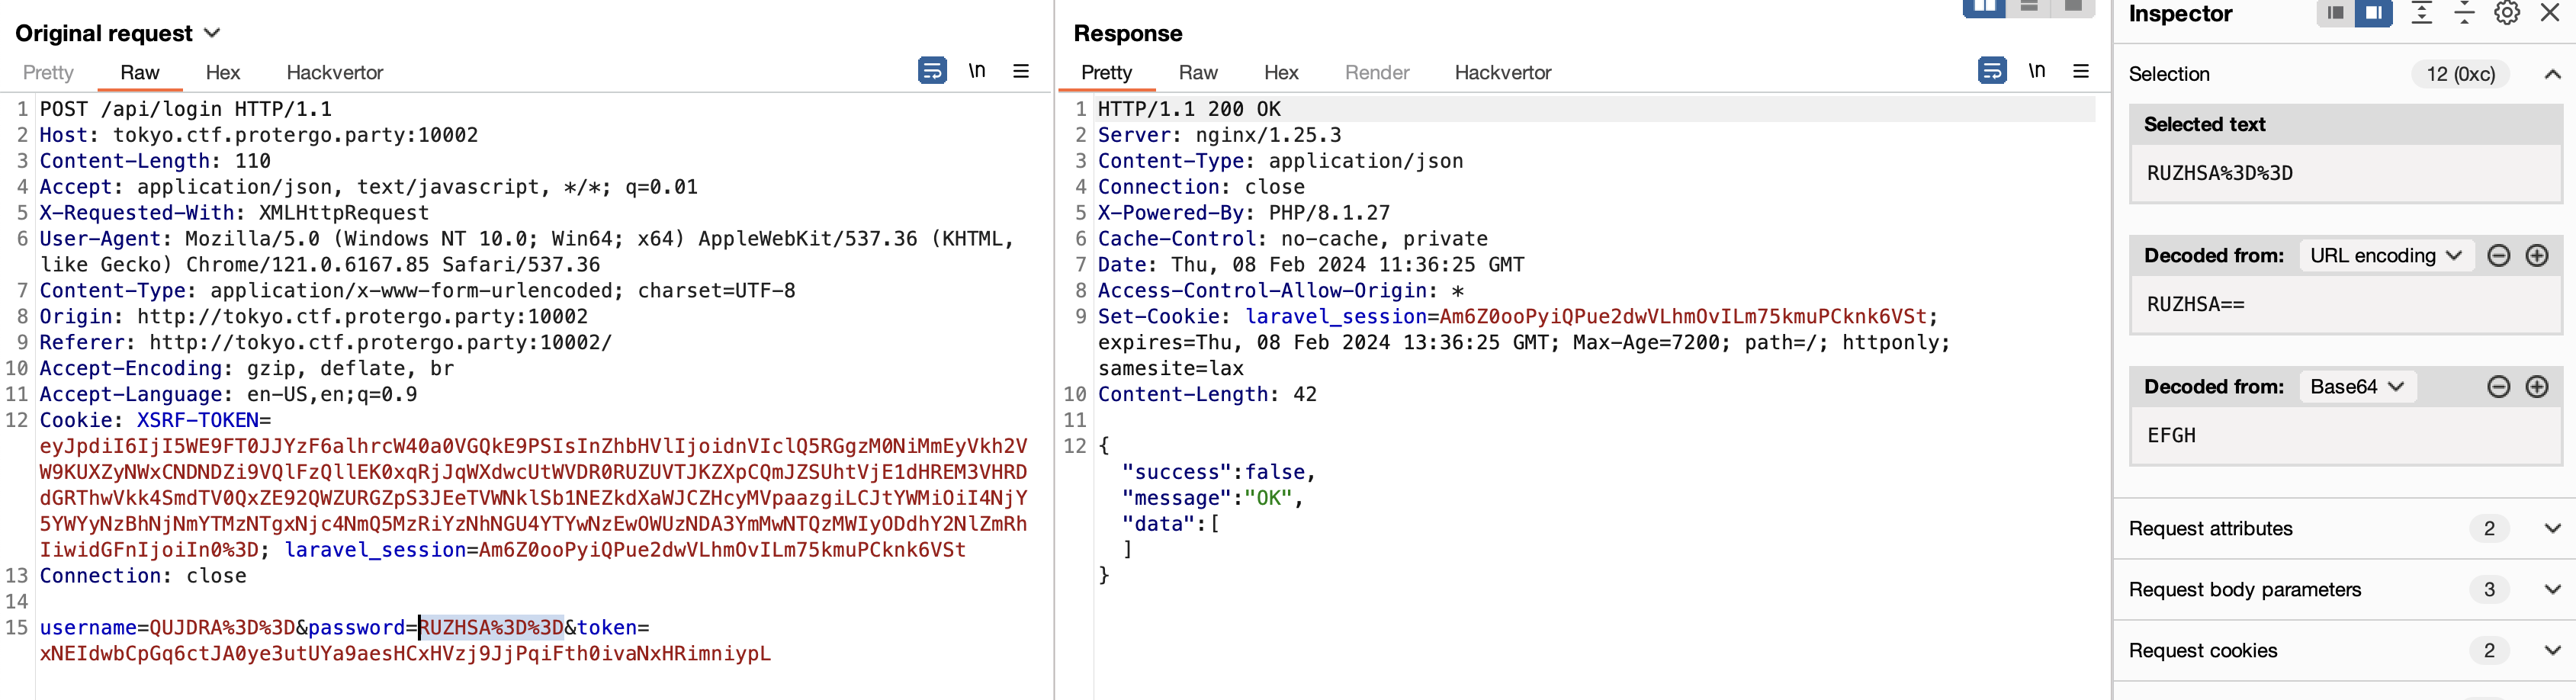 Original request
Pretty Raw Hex Hackvertor \n
1 POST /api/login HTTP/1.1
2 Host: tokyo.ctf.protergo.party:10002
3 Content-Length: 110
4 Accept: application/json, text/javascript, */*; q=0.01
5 X-Requested-With: XMLHttpRequest
6 User-Agent: Mozilla/5.0 (Windows NT 10.0; Win64; x64) AppleWebKit/537.36 (KHTML,
like Gecko) Chrome/121.0.6167.85 Safari/537.36
7 Content-Type: application/x-www-form-urlencoded; charset=UTF-8
8 Origin: http://tokyo.ctf.protergo.party:10002
9 Referer: http://tokyo.ctf.protergo.party:10002/
10 Accept-Encoding: gzip, deflate, br
11 Accept-Language: en-US,en;q=0.9
12 Cookie: XSRF-TOKEN=
eyJpdiI6IjI5WE9FT0JJYzF6alhrcW40a0VGQkE9PSIsInZhbHVlIjoidnVIclQ5RGgzM0NiMmEyVkh2V
W9KUXZyNWxCNDNDZi9VQlFzQllEK0xqRjJqWXdwcUtWVDR0RUZUVTJKZXpCQmJZSUhtVjE1dHREM3VHRD
dGRThwVkk4SmdTV0QxZE92QWZURGZpS3JEeTVWNklSb1NEZkdXaWJCZHcyMVpaazgiLCJtYWMiOiI4NjY
5YWYyNzBhNjNmYTMzNTgxNjc4NmQ5MzRiYzNhNGU4YTYwNzEwOWUzNDA3YmMwNTQzMWIyODdhY2NlZmRh
IiwidGFnIjoiIn0%3D; laravel_session=Am6Z0ooPyiQPue2dwVLhmOvILm75kmuPCknk6VSt
13 Connection: close
14
15 username=QUJDRA%3D%3D&password=RUZHSA%3D%3D&token=
xNEIdwbCpGq6ctJA0ye3utUYa9aesHCxHVzj9JjPqiFth0ivaNxHRimniypL
Response
Pretty Raw Hex Render Hackvertor \n
1 HTTP/1.1 200 OK
2 Server: nginx/1.25.3
3 Content-Type: application/json
4 Connection: close
5 X-Powered-By: PHP/8.1.27
6 Cache-Control: no-cache, private
7 Date: Thu, 08 Feb 2024 11:36:25 GMT
8 Access-Control-Allow-Origin: *
9 Set-Cookie: laravel_session=Am6Z0ooPyiQPue2dwVLhmOvILm75kmuPCknk6VSt;
expires=Thu, 08 Feb 2024 13:36:25 GMT; Max-Age=7200; path=/; httponly;
samesite=lax
10 Content-Length: 42
11
12 {
"success":false,
"message":"OK",
"data":[
]
}
Inspector
Selection 12 (0xc)
Selected text
RUZHSA%3D%3D
Decoded from: URL encoding
RUZHSA==
Decoded from: Base64
EFGH
Request attributes 2
Request body parameters 3
Request cookies 2